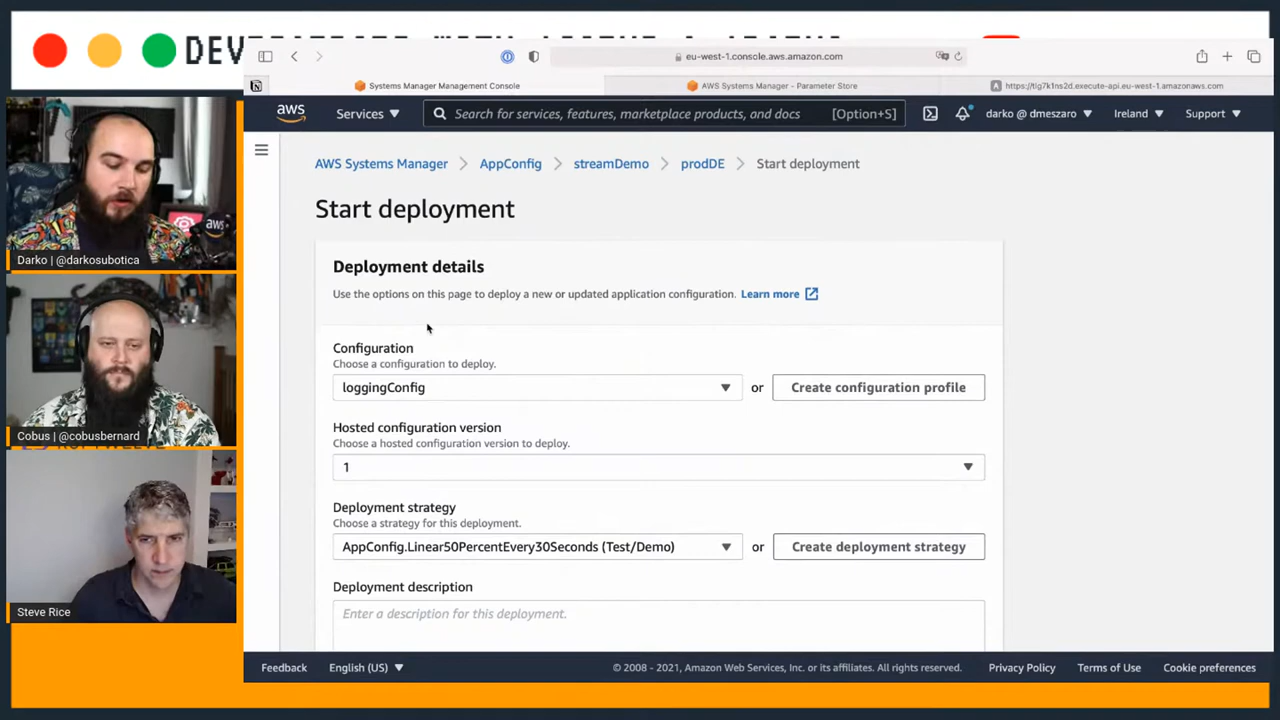 DEV
eu-west-1.console.aws.amazon.com
Systems Manager Management Console
AWS Systems Manager - Parameter Store
https://tig7k1ns2d.execute-api.eu-west-1.amazonaws.com
aws
Services
Search for services, features, marketplace products, and docs
[Option+S]
darko @ dmeszaro
Ireland
Support
AWS Systems Manager
AppConfig
streamDemo
prodDE
Start deployment
Start deployment
Deployment details
Use the options on this page to deploy a new or updated application configuration. Learn more
Configuration
Choose a configuration to deploy.
loggingConfig
or
Create configuration profile
Hosted configuration version
Choose a hosted configuration version to deploy.
1
Deployment strategy
Choose a strategy for this deployment.
AppConfig.Linear50PercentEvery30Seconds (Test/Demo)
or
Create deployment strategy
Deployment description
Enter a description for this deployment.
Feedback
English (US)
© 2008 - 2021, Amazon Web Services, Inc. or its affiliates. All rights reserved.
Privacy Policy
Terms of Use
Cookie preferences
aws
Darko | @darkosubotica
Cobus | @cobusbernard
Steve Rice